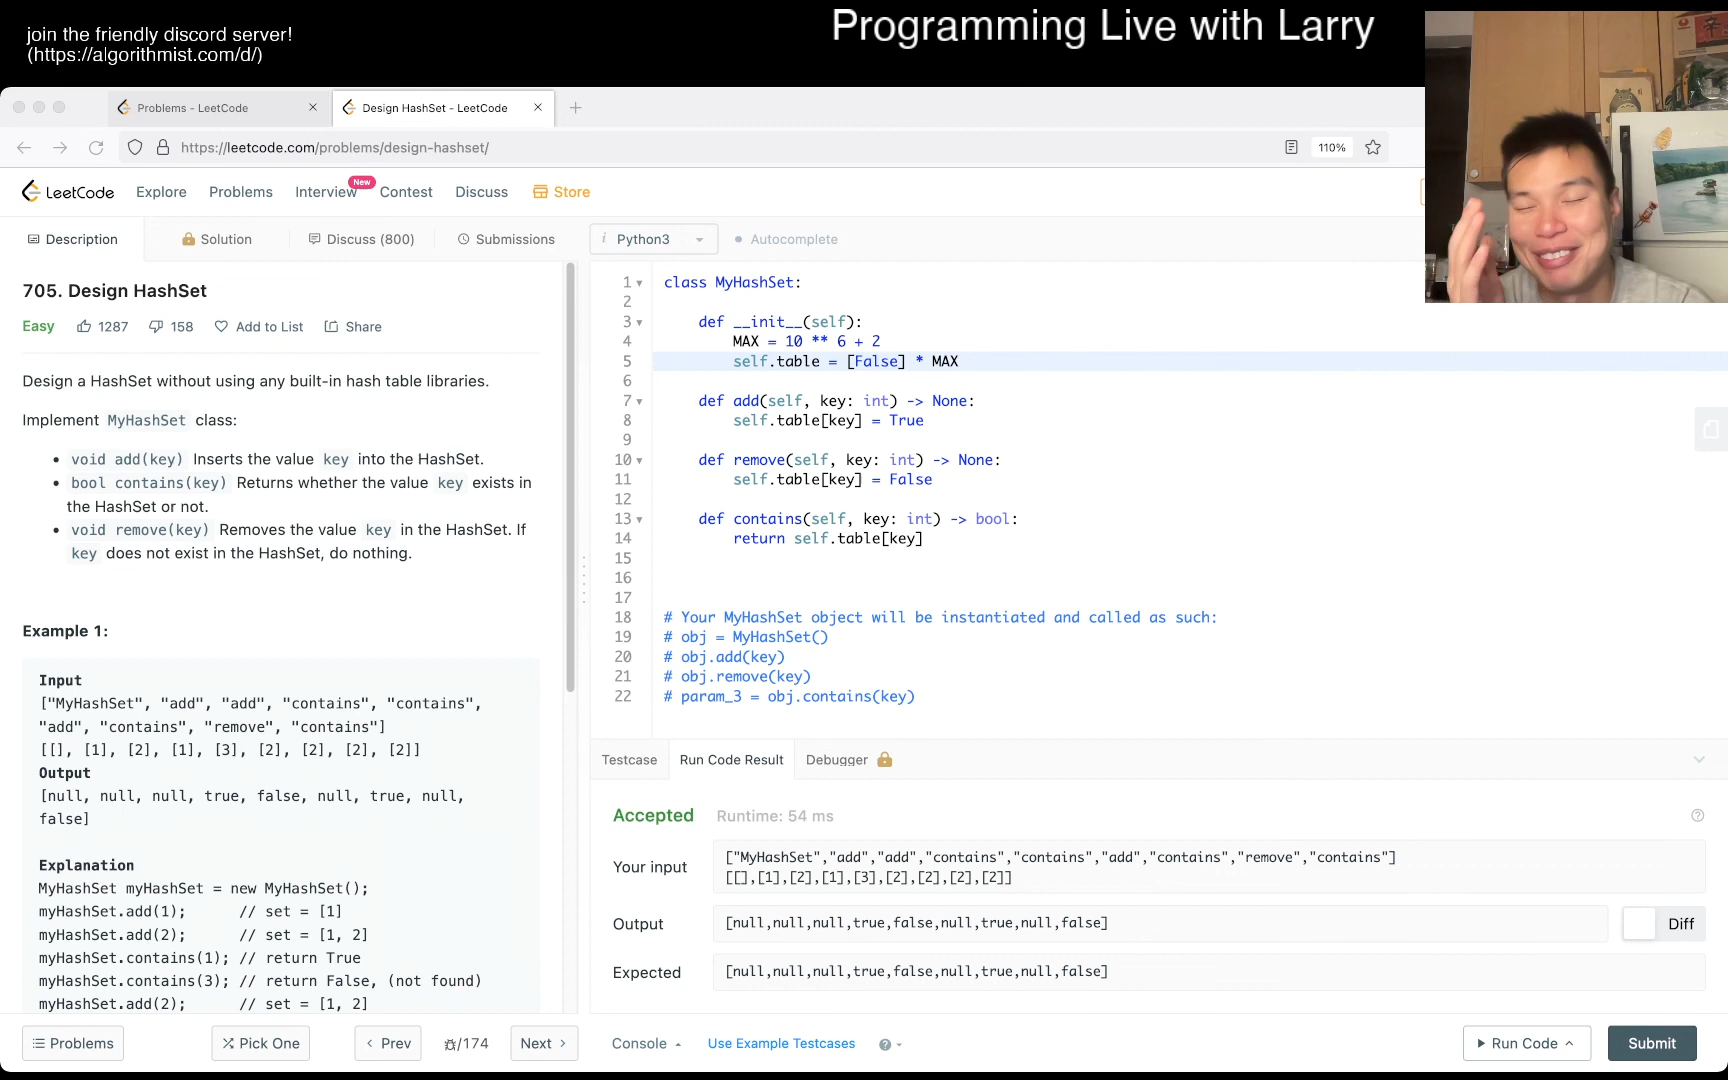 join the friendly discord server!
(https://algorithmist.com/d/)
Programming Live with Larry
Problems - LeetCode
Design HashSet - LeetCode
https://leetcode.com/problems/design-hashset/
110%
LeetCode
Explore
Problems
Interview
New
Contest
Discuss
Store
Description
Solution
Discuss (800)
Submissions
i Python3
Autocomplete
705. Design HashSet
Easy
1287
158
Add to List
Share
Design a HashSet without using any built-in hash table libraries.
Implement MyHashSet class:
• void add(key) Inserts the value key into the HashSet.
• bool contains(key) Returns whether the value key exists in
the HashSet or not.
• void remove(key) Removes the value key in the HashSet. If
key does not exist in the HashSet, do nothing.
Example 1:
Input
["MyHashSet", "add", "add", "contains", "contains",
"add", "contains", "remove", "contains"]
[[], [1], [2], [1], [3], [2], [2], [2], [2]]
Output
[null, null, null, true, false, null, true, null,
false]
Explanation
MyHashSet myHashSet = new MyHashSet();
myHashSet.add(1);      // set = [1]
myHashSet.add(2);      // set = [1, 2]
myHashSet.contains(1); // return True
myHashSet.contains(3); // return False, (not found)
myHashSet.add(2);      // set = [1, 2]
1 class MyHashSet:
2
3     def __init__(self):
4         MAX = 10 ** 6 + 2
5         self.table = [False] * MAX
6
7     def add(self, key: int) -> None:
8         self.table[key] = True
9
10     def remove(self, key: int) -> None:
11         self.table[key] = False
12
13     def contains(self, key: int) -> bool:
14         return self.table[key]
15
16
17
18 # Your MyHashSet object will be instantiated and called as such:
19 # obj = MyHashSet()
20 # obj.add(key)
21 # obj.remove(key)
22 # param_3 = obj.contains(key)
Testcase
Run Code Result
Debugger
Accepted
Runtime: 54 ms
Your input
["MyHashSet","add","add","contains","contains","add","contains","remove","contains"]
[[],[1],[2],[1],[3],[2],[2],[2],[2]]
Output
[null,null,null,true,false,null,true,null,false]
Diff
Expected
[null,null,null,true,false,null,true,null,false]
Problems
Pick One
Prev
/174
Next
Console
Use Example Testcases
Run Code
Submit